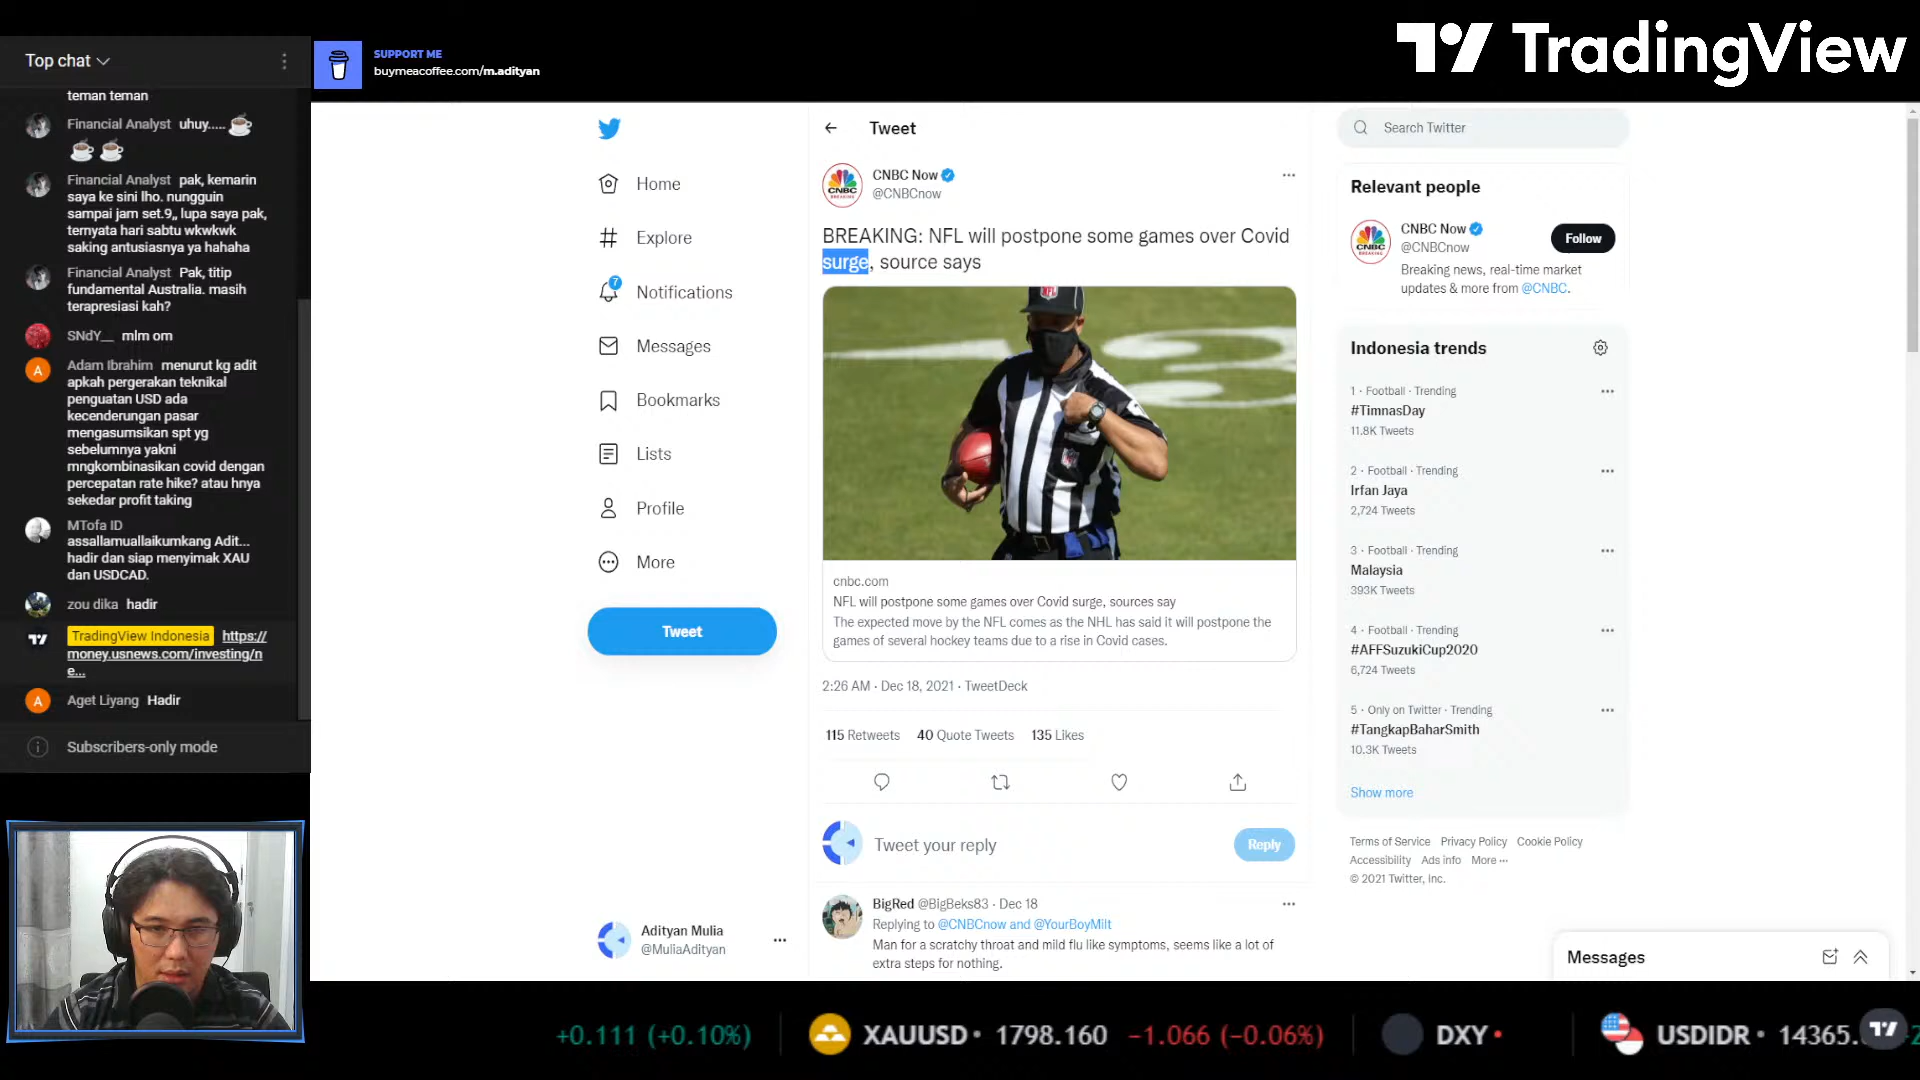 Top chat
teman teman
Financial Analyst uhuy.....
Financial Analyst pak, kemarin
saya ke sini lho. nungguin
sampai jam set.9,, lupa saya pak,
ternyata hari sabtu wkwkwk
saking antusiasnya ya hahaha
Financial Analyst Pak, titip
fundamental Australia. masih
terapresiasi kah?
SNdY__ mlm om
Adam Ibrahim menurut kg adit
apkah pergerakan teknikal
penguatan USD ada
kecenderungan pasar
mengasumsikan spt yg
sebelumnya yakni
mngkombinasikan covid dengan
percepatan rate hike? atau hnya
sekedar profit taking
MTofa ID
assallamuallaikumkang Adit...
hadir dan siap menyimak XAU
dan USDCAD.
zou dika hadir
TradingView Indonesia https://
money.usnews.com/investing/n
e...
Aget Liyang Hadir
Subscribers-only mode
SUPPORT ME
buymeacoffee.com/m.adityan
TradingView
Home
Explore
7
Notifications
Messages
Bookmarks
Lists
Profile
More
Tweet
Adityan Mulia
@MuliaAdityan
Tweet
CNBC Now
@CNBCnow
BREAKING: NFL will postpone some games over Covid
surge, source says
cnbc.com
NFL will postpone some games over Covid surge, sources say
The expected move by the NFL comes as the NHL has said it will postpone the
games of several hockey teams due to a rise in Covid cases.
2:26 AM · Dec 18, 2021 · TweetDeck
115 Retweets 40 Quote Tweets 135 Likes
Tweet your reply
Reply
BigRed @BigBeks83 · Dec 18
Replying to @CNBCnow and @YourBoyMilt
Man for a scratchy throat and mild flu like symptoms, seems like a lot of
extra steps for nothing.
Search Twitter
Relevant people
CNBC Now
@CNBCnow
Follow
Breaking news, real-time market
updates & more from @CNBC.
Indonesia trends
1 · Football · Trending
#TimnasDay
11.8K Tweets
2 · Football · Trending
Irfan Jaya
2,724 Tweets
3 · Football · Trending
Malaysia
393K Tweets
4 · Football · Trending
#AFFSuzukiCup2020
6,724 Tweets
5 · Only on Twitter · Trending
#TangkapBaharSmith
10.3K Tweets
Show more
Terms of Service Privacy Policy Cookie Policy
Accessibility Ads info More ···
© 2021 Twitter, Inc.
Messages
+0.111 (+0.10%)
XAUUSD • 1798.160 −1.066 (−0.06%)
DXY •
USDIDR • 14365.